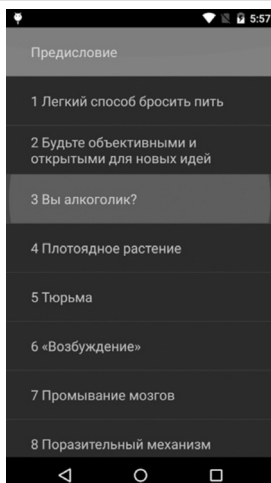 5:57
Предисловие
1 Легкий способ бросить пить
2 Будьте объективными и
открытыми для новых идей
3 Вы алкоголик?
4 Плотоядное растение
5 Тюрьма
6 «Возбуждение»
7 Промывание мозгов
8 Поразительный механизм